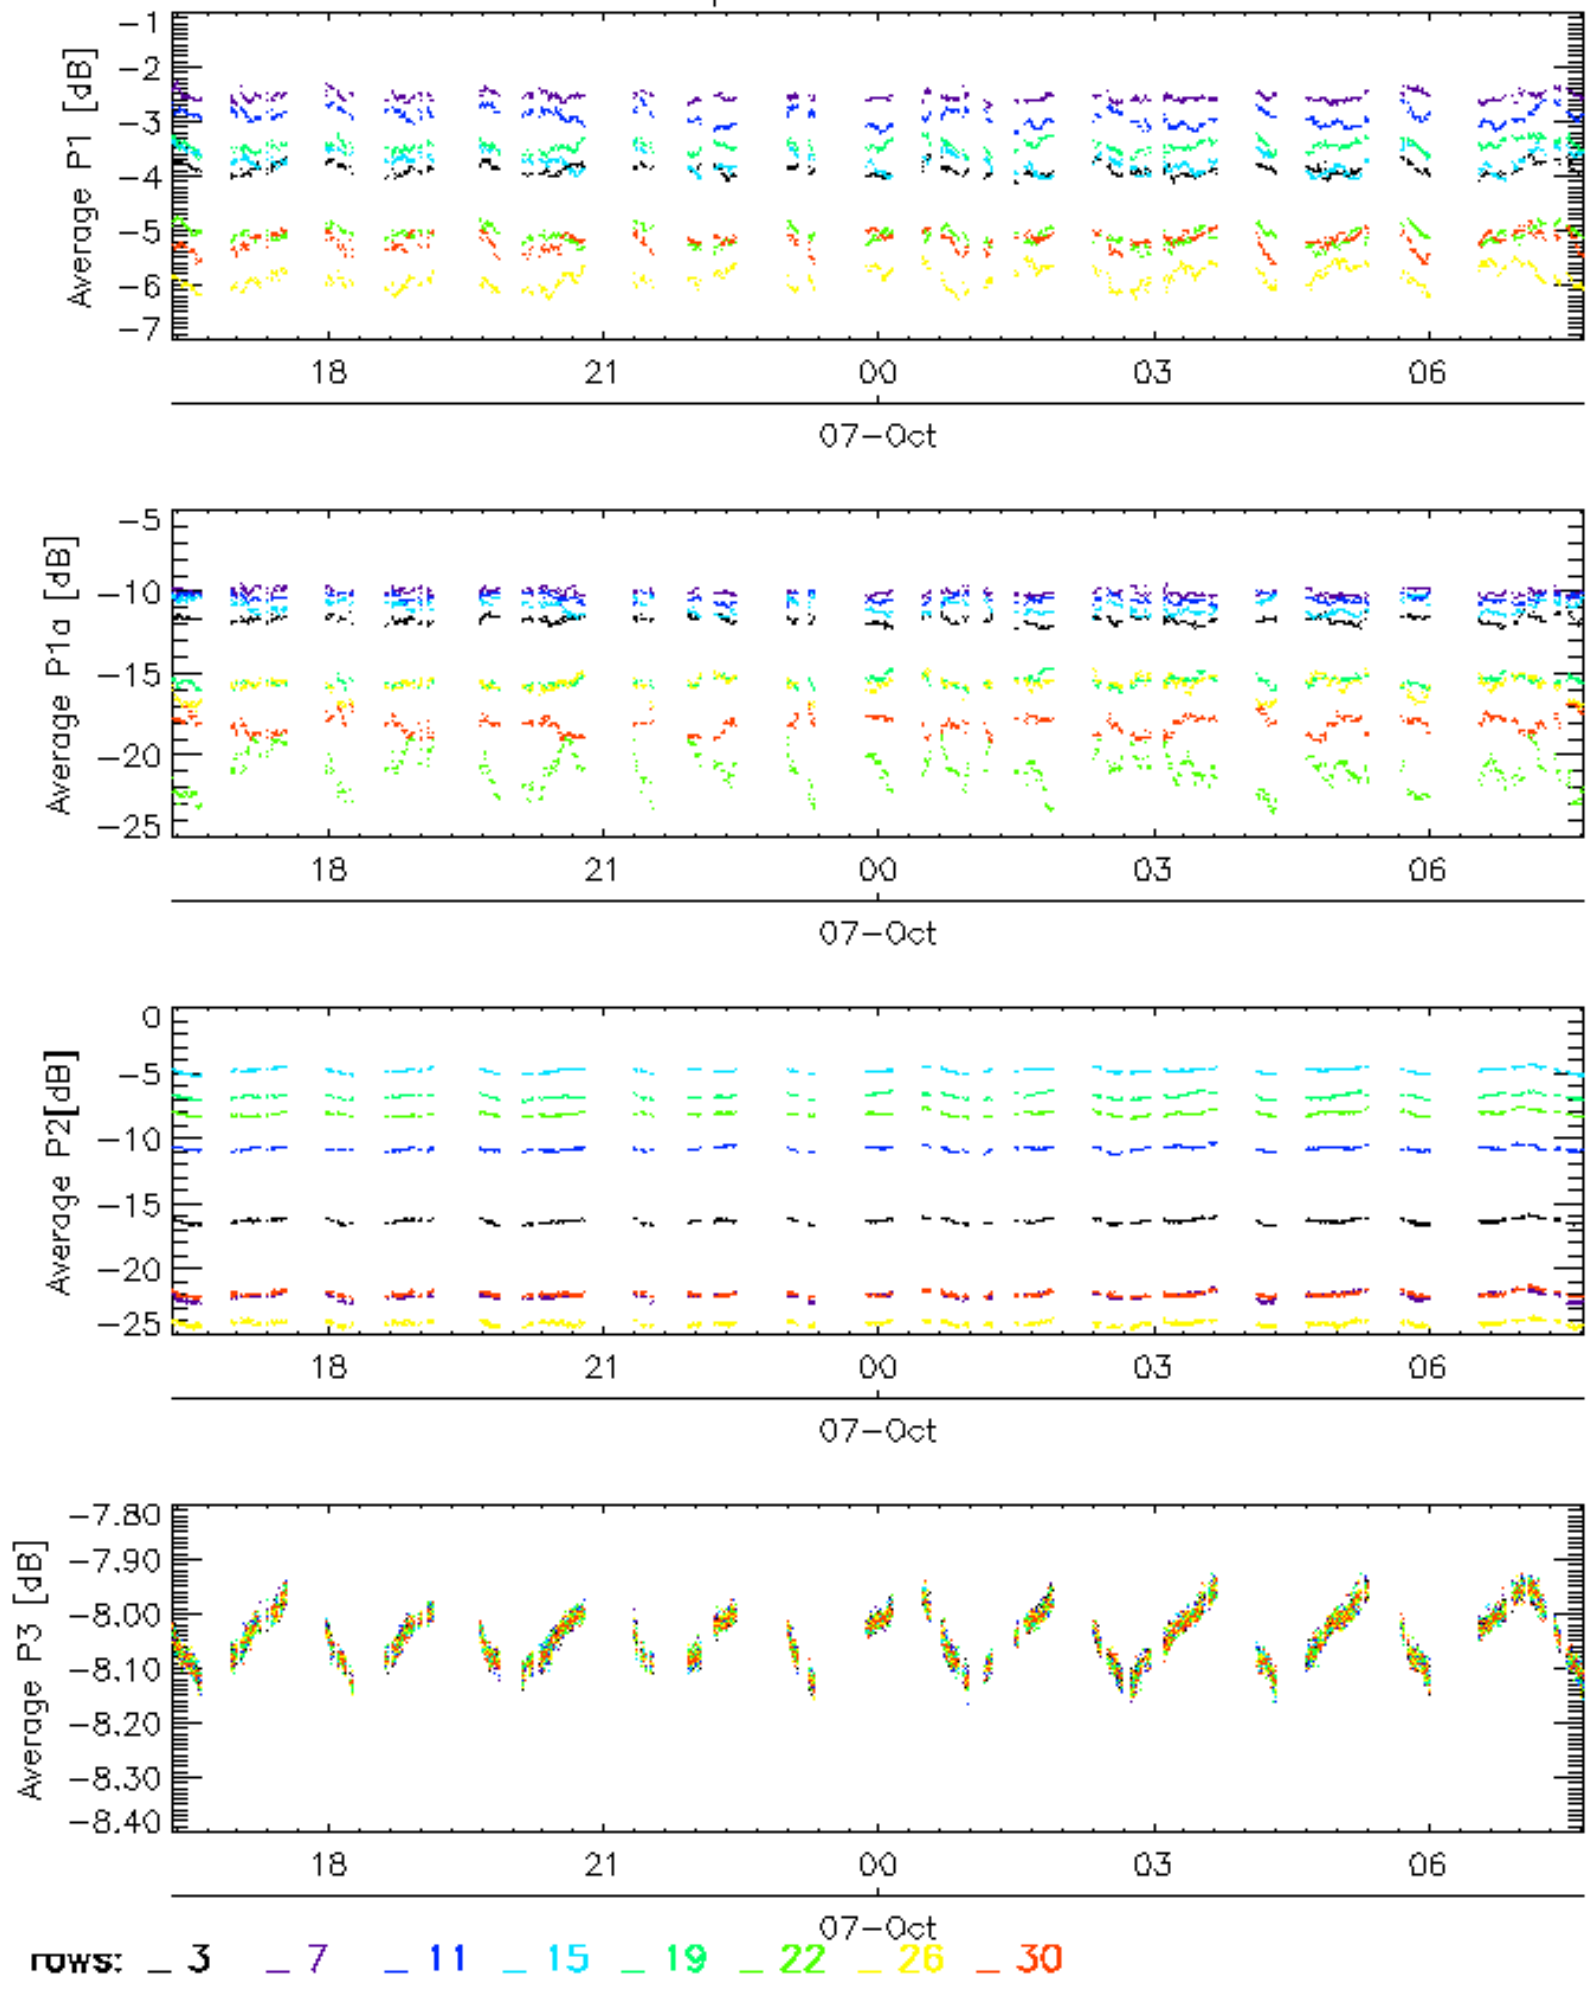 Average P1 [dB]
-1
-2
-3
-4
-5
-6
-7
18 21 00 03 06
07-Oct
Average P1a [dB]
-5
-10
-15
-20
-25
18 21 00 03 06
07-Oct
Average P2[dB]
0
-5
-10
-15
-20
-25
18 21 00 03 06
07-Oct
Average P3 [dB]
-7.80
-7.90
-8.00
-8.10
-8.20
-8.30
-8.40
18 21 00 03 06
07-Oct
rows: _ 3 _ 7 _ 11 _ 15 _ 19 _ 22 _ 26 _ 30